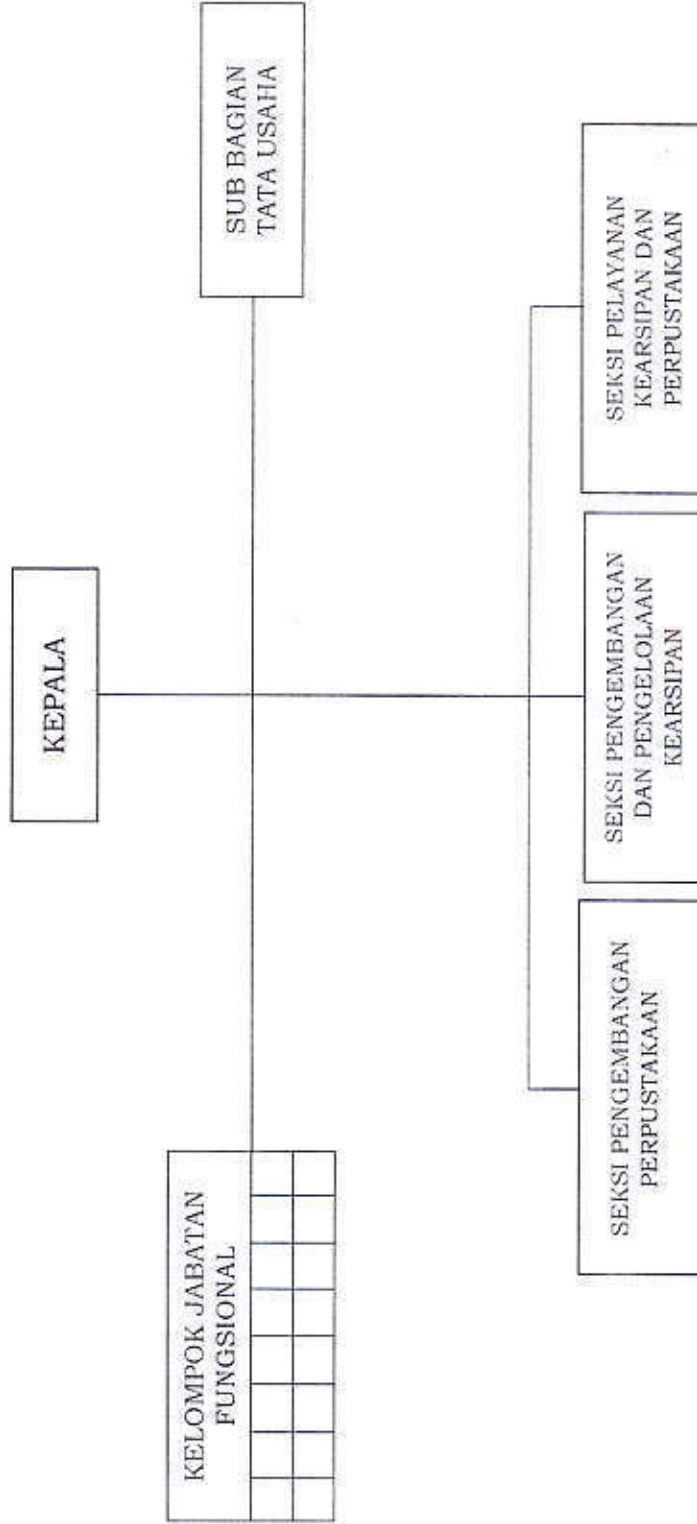 KEPALA
KELOMPOK JABATAN
FUNGSIONAL
SUB BAGIAN
TATA USAHA
SEKSI PENGEMBANGAN
PERPUSTAKAAN
SEKSI PENGEMBANGAN
DAN PENGELOLAAN
KEARSIPAN
SEKSI PELAYANAN
KEARSIPAN DAN
PERPUSTAKAAN